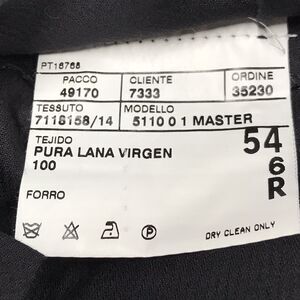 PT16768
PACCO CLIENTE ORDINE
49170 7333 35230
TESSUTO MODELLO
7118158/14 5110 0 1 MASTER
TEJIDO
PURA LANA VIRGEN
100
54
6
R
FORRO
P
DRY CLEAN ONLY